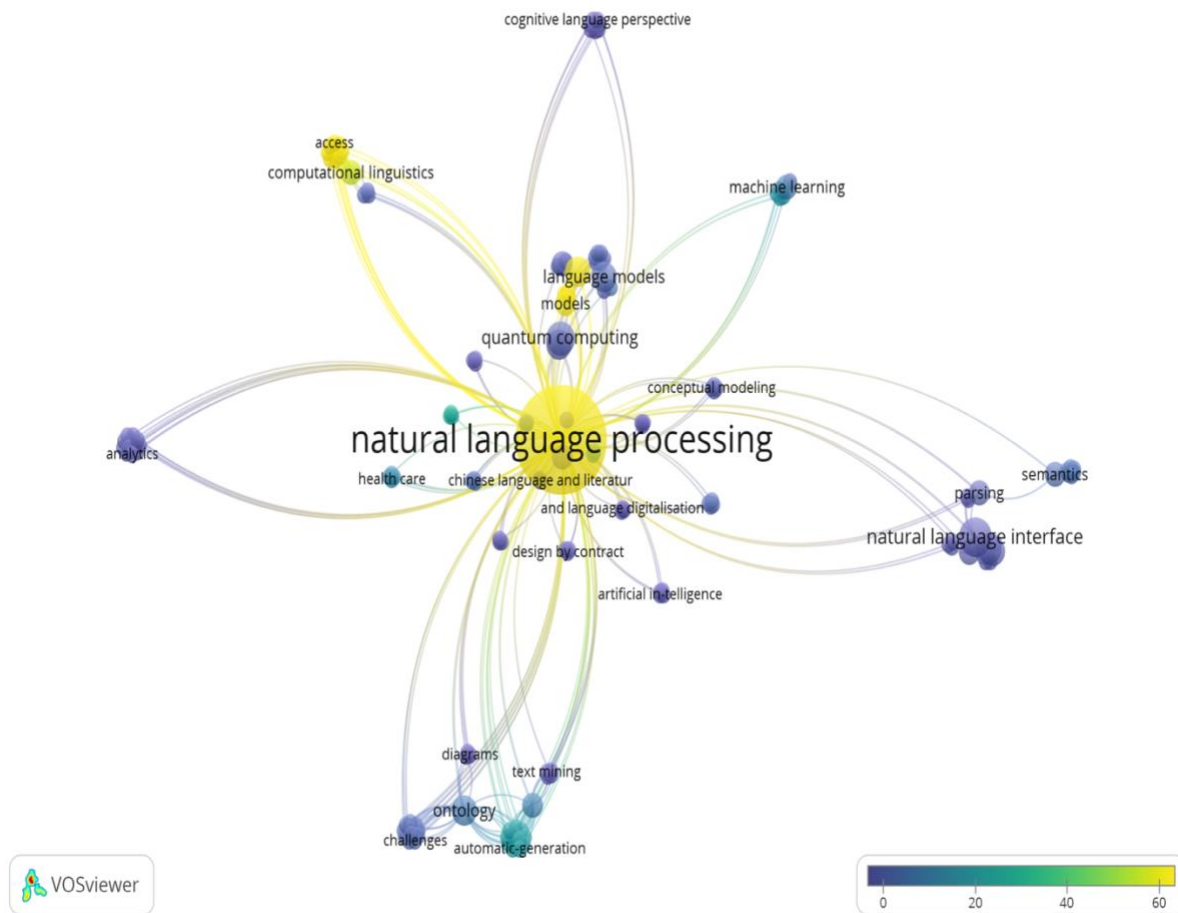 cognitive language perspective
access
computational linguistics
machine learning
language models
models
quantum computing
conceptual modeling
natural language processing
analytics
health care
chinese language and literatur
semantics
parsing
and language digitalisation
natural language interface
design by contract
artificial in-telligence
diagrams
text mining
ontology
challenges
automatic-generation
VOSviewer
0 20 40 60